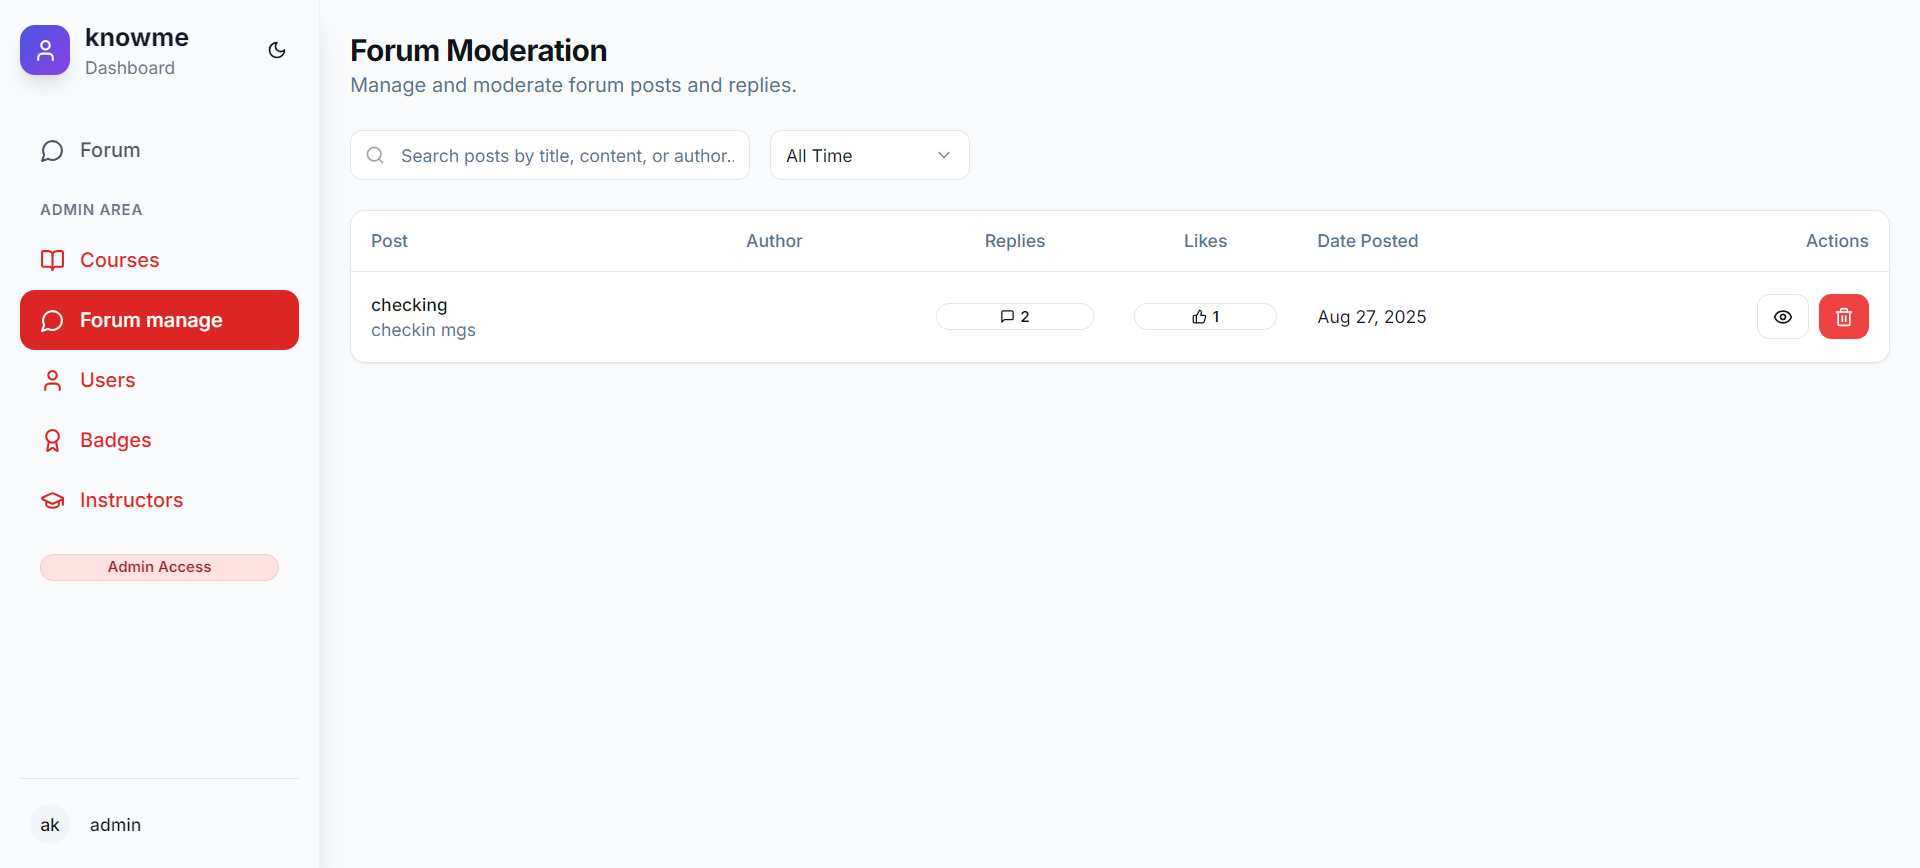 knowme
Dashboard
Forum
ADMIN AREA
Courses
Forum manage
Users
Badges
Instructors
Admin Access
ak admin
Forum Moderation
Manage and moderate forum posts and replies.
Search posts by title, content, or author..
All Time
Post Author Replies Likes Date Posted Actions
checking
checkin mgs
2 1 Aug 27, 2025